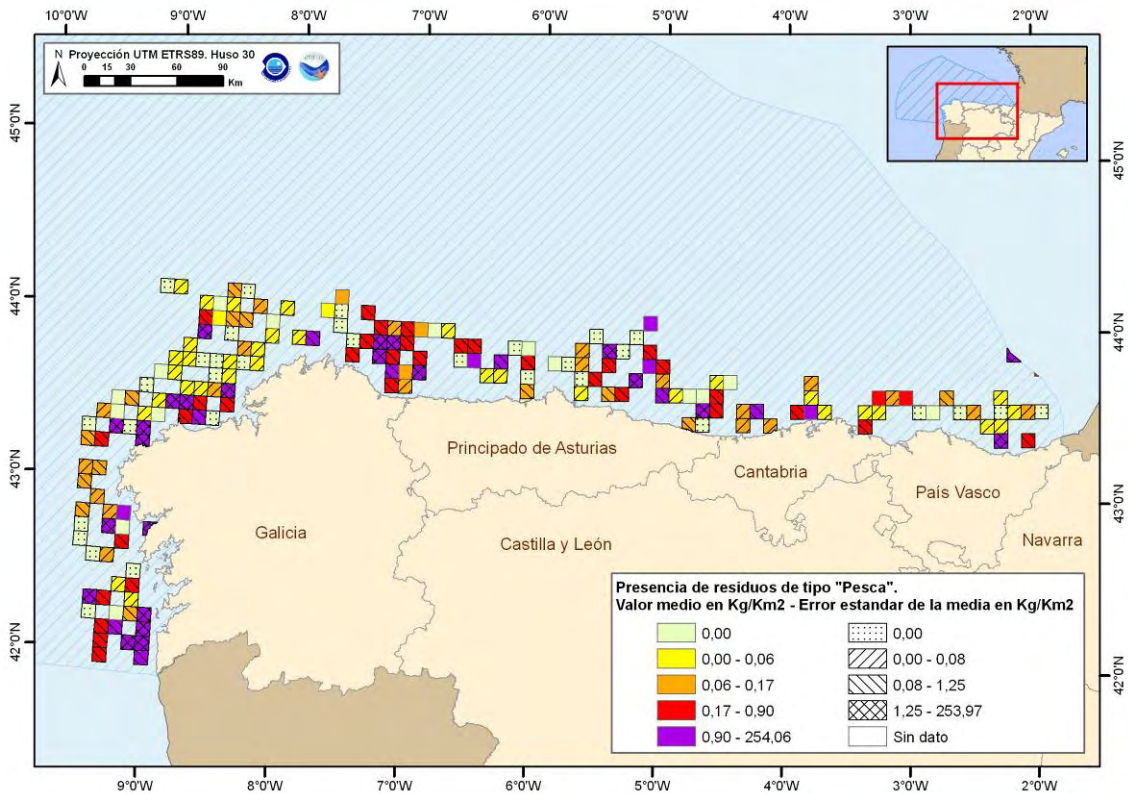 10°0'W 9°0'W 8°0'W 7°0'W 6°0'W 5°0'W 4°0'W 3°0'W 2°0'W
N Proyección UTM ETRS89. Huso 30
0 15 30 60 90
Km
45°0'N
45°0'N
44°0'N
44°0'N
43°0'N
43°0'N
42°0'N
42°0'N
Principado de Asturias
Cantabria
País Vasco
Galicia
Castilla y León
Navarra
Presencia de residuos de tipo "Pesca".
Valor medio en Kg/Km2 - Error estandar de la media en Kg/Km2
0,00 0,00
0,00 - 0,06 0,00 - 0,08
0,06 - 0,17 0,08 - 1,25
0,17 - 0,90 1,25 - 253,97
0,90 - 254,06 Sin dato
9°0'W 8°0'W 7°0'W 6°0'W 5°0'W 4°0'W 3°0'W 2°0'W